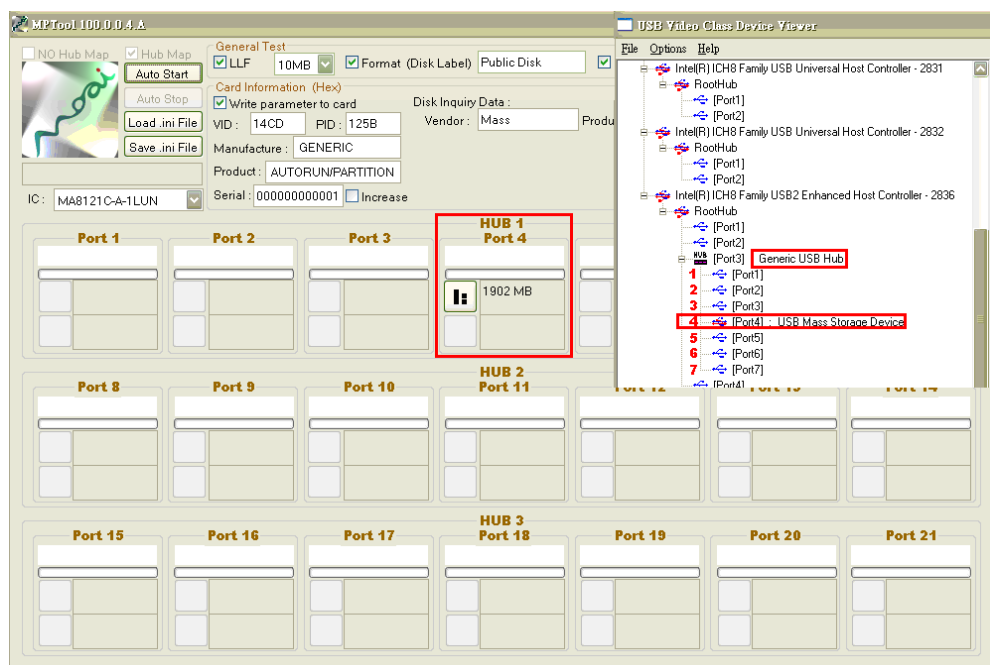 MPTool 100.0.0.4.A
NO Hub Map
Hub Map
Auto Start
Auto Stop
Load .ini File
Save .ini File
IC :
MA8121C-A-1LUN
General Test
LLF
10MB
Format (Disk Label)
Public Disk
Card Information (Hex)
Write parameter to card
VID :
14CD
PID :
125B
Manufacture :
GENERIC
Product :
AUTORUN/PARTITION
Serial :
000000000001
Increase
Disk Inquiry Data :
Vendor :
Mass
Produ
USB Video Class Device Viewer
File Options Help
Intel(R) ICH8 Family USB Universal Host Controller - 2831
RootHub
[Port1]
[Port2]
Intel(R) ICH8 Family USB Universal Host Controller - 2832
RootHub
[Port1]
[Port2]
Intel(R) ICH8 Family USB2 Enhanced Host Controller - 2836
RootHub
[Port1]
[Port2]
HUB [Port3] Generic USB Hub
1 [Port1]
2 [Port2]
3 [Port3]
4 [Port4] : USB Mass Storage Device
5 [Port5]
6 [Port6]
7 [Port7]
[Port4]
HUB 1
Port 1
Port 2
Port 3
Port 4
1902 MB
HUB 2
Port 8
Port 9
Port 10
Port 11
Port 12
Port 13
Port 14
HUB 3
Port 15
Port 16
Port 17
Port 18
Port 19
Port 20
Port 21